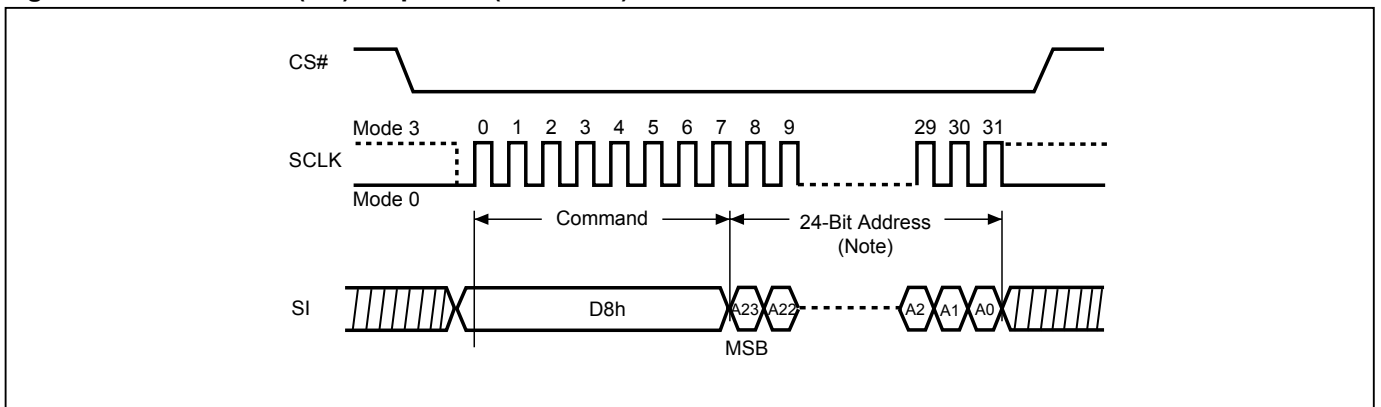 CS#
Mode 3
0 1 2 3 4 5 6 7 8 9 29 30 31
SCLK
Mode 0
Command
24-Bit Address
(Note)
SI
D8h
A23 A22 A2 A1 A0
MSB